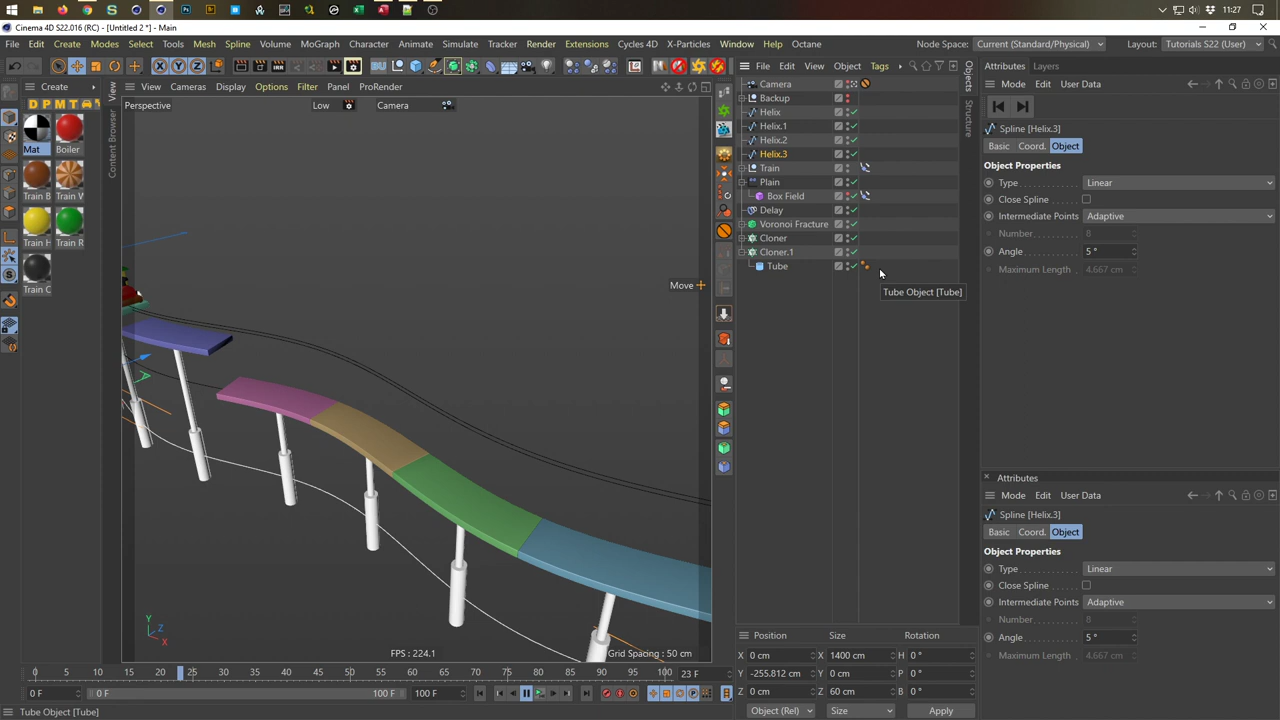 11:27
Cinema 4D S22.016 (RC) - [Untitled 2 *] - Main
File Edit Create Modes Select Tools Mesh Spline Volume MoGraph Character Animate Simulate Tracker Render Extensions Cycles 4D X-Particles Window Help Octane
Node Space: Current (Standard/Physical) Layout: Tutorials S22 (User)
X Y Z
Create
D P M T
Mat Boiler
Train B Train W
Train H Train R
Train C
View
Content Browser
View Cameras Display Options Filter Panel ProRender
Perspective Low Camera
Move
FPS : 224.1
Grid Spacing : 50 cm
Y
Z
X
File Edit View Object Tags
Camera
Backup
Helix
Helix.1
Helix.2
Helix.3
Train
Plain
Box Field
Delay
Voronoi Fracture
Cloner
Cloner.1
Tube
Tube Object [Tube]
Objects
Structure
Attributes Layers
Mode Edit User Data
Spline [Helix.3]
Basic Coord. Object
Object Properties
Type Linear
Close Spline
Intermediate Points Adaptive
Number 8
Angle 5 °
Maximum Length 4.667 cm
Attributes
Mode Edit User Data
Spline [Helix.3]
Basic Coord. Object
Object Properties
Type Linear
Close Spline
Intermediate Points Adaptive
Number 8
Angle 5 °
Maximum Length 4.667 cm
Position Size Rotation
X 0 cm X 1400 cm H 0 °
Y -255.812 cm Y 0 cm P 0 °
Z 0 cm Z 60 cm B 0 °
Object (Rel) Size Apply
0 5 10 15 20 25 30 35 40 45 50 55 60 65 70 75 80 85 90 95 100 23 F
0 F 0 F 100 F 100 F
Tube Object [Tube]